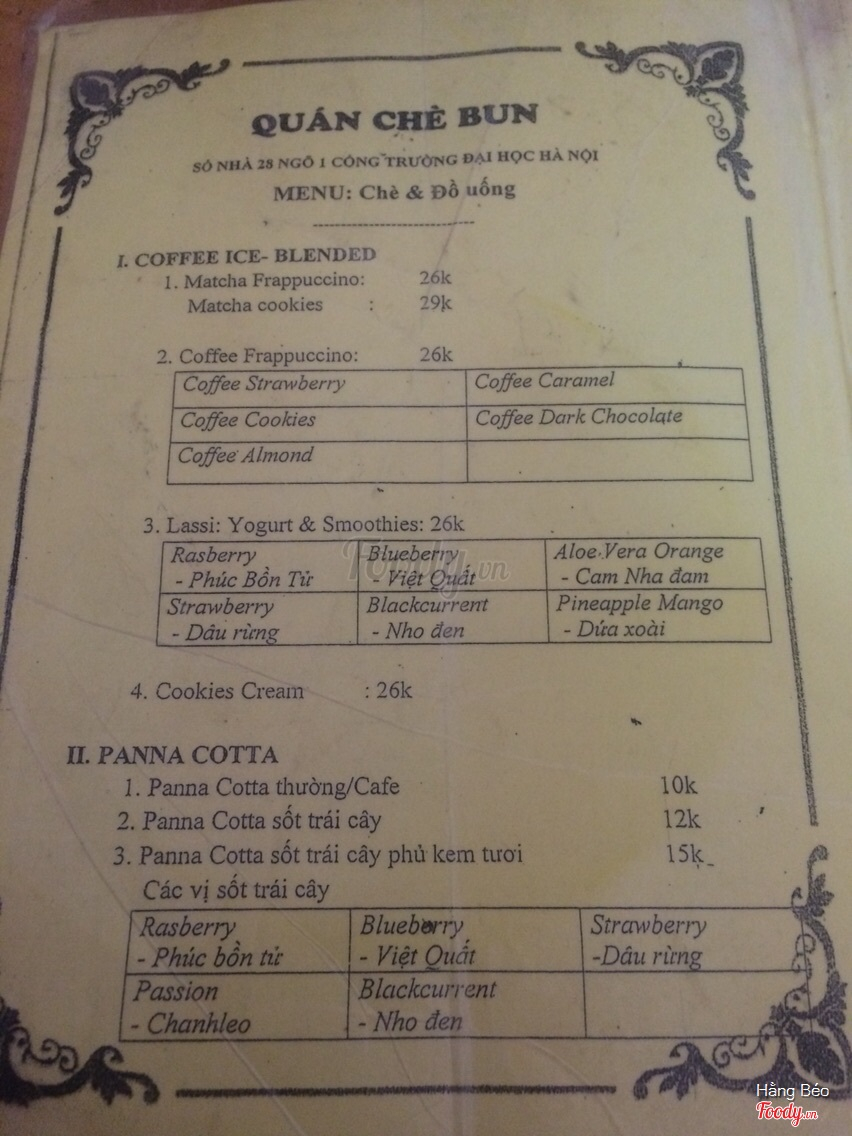 QUÁN CHÈ BUN
SỐ NHÀ 28 NGÕ 1 CÔNG TRƯỜNG ĐẠI HỌC HÀ NỘI
MENU: Chè & Đồ uống
I. COFFEE ICE- BLENDED
1. Matcha Frappuccino: 26k
Matcha cookies : 29k
2. Coffee Frappuccino: 26k
Coffee Strawberry Coffee Caramel
Coffee Cookies Coffee Dark Chocolate
Coffee Almond
3. Lassi: Yogurt & Smoothies: 26k
Rasberry Blueberry Aloe Vera Orange
- Phúc Bồn Tử - Việt Quất - Cam Nha đam
Strawberry Blackcurrent Pineapple Mango
- Dâu rừng - Nho đen - Dứa xoài
4. Cookies Cream : 26k
II. PANNA COTTA
1. Panna Cotta thường/Cafe 10k
2. Panna Cotta sốt trái cây 12k
3. Panna Cotta sốt trái cây phủ kem tươi 15k
Các vị sốt trái cây
Rasberry Blueberry Strawberry
- Phúc bồn tử - Việt Quất -Dâu rừng
Passion Blackcurrent
- Chanhleo - Nho đen
Foody.vn
Hằng Béo
Foody.vn